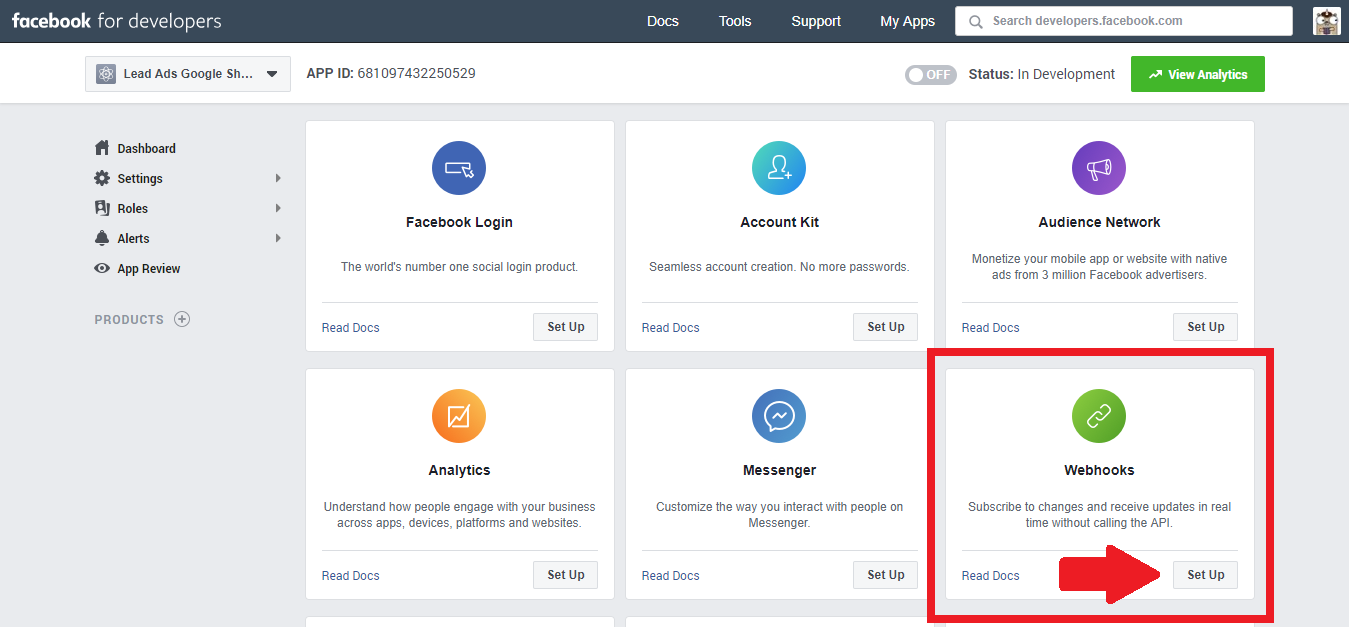 facebook for developers
Docs
Tools
Support
My Apps
Search developers.facebook.com
Lead Ads Google Sh...
APP ID: 681097432250529
OFF
Status: In Development
View Analytics
Dashboard
Settings
Roles
Alerts
App Review
PRODUCTS
Facebook Login
The world's number one social login product.
Read Docs
Set Up
Account Kit
Seamless account creation. No more passwords.
Read Docs
Set Up
Audience Network
Monetize your mobile app or website with native
ads from 3 million Facebook advertisers.
Read Docs
Set Up
Analytics
Understand how people engage with your business
across apps, devices, platforms and websites.
Read Docs
Set Up
Messenger
Customize the way you interact with people on
Messenger.
Read Docs
Set Up
Webhooks
Subscribe to changes and receive updates in real
time without calling the API.
Read Docs
Set Up